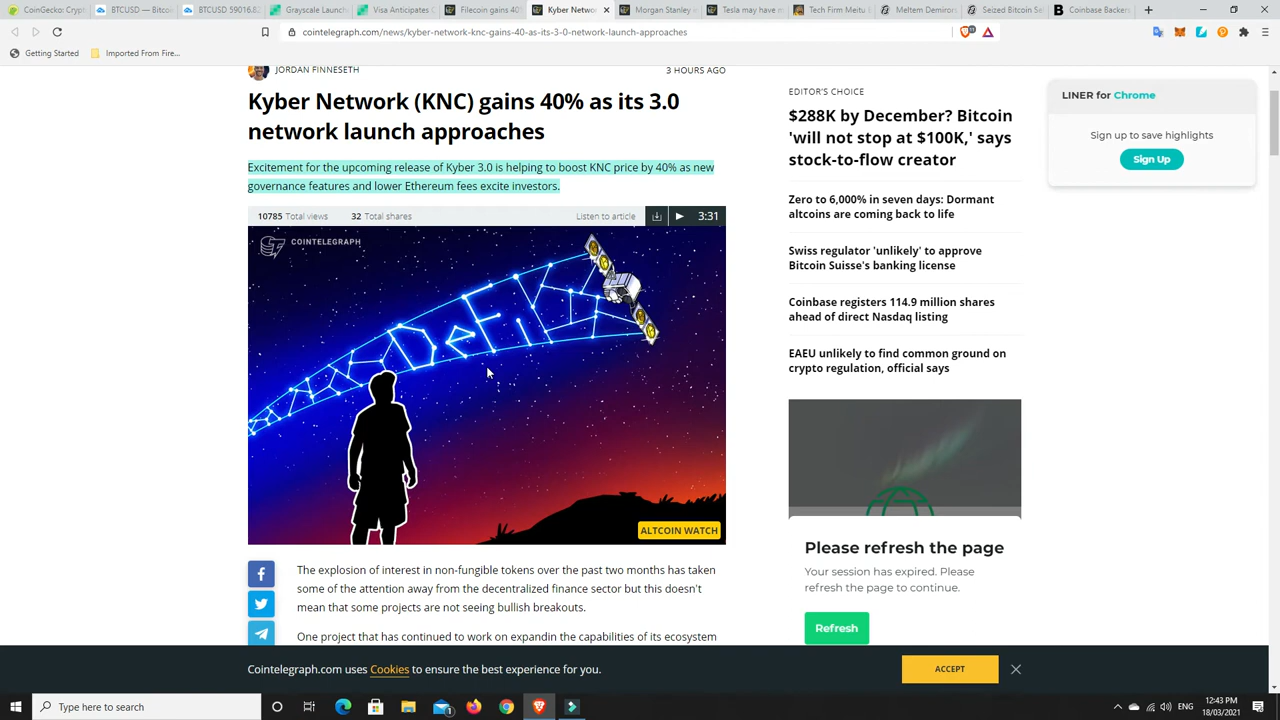 CoinGecko Crypt
BTCUSD — Bitcoi
BTCUSD 59016.8
Grayscale Launch
Visa Anticipates C
Filecoin gains 40%
Kyber Netwo
Morgan Stanley w
Tesla may have m
Tech Firm Meitu B
Meltem Demirors
Seized Bitcoin Se
Coinbase Backer
cointelegraph.com/news/kyber-network-knc-gains-40-as-its-3-0-network-launch-approaches
Getting Started
Imported From Fire...
JORDAN FINNESETH
3 HOURS AGO
Kyber Network (KNC) gains 40% as its 3.0
network launch approaches
Excitement for the upcoming release of Kyber 3.0 is helping to boost KNC price by 40% as new
governance features and lower Ethereum fees excite investors.
10785 Total views
32 Total shares
Listen to article
3:31
COINTELEGRAPH
DeFi
ALTCOIN WATCH
The explosion of interest in non-fungible tokens over the past two months has taken
some of the attention away from the decentralized finance sector but this doesn't
mean that some projects are not seeing bullish breakouts.
One project that has continued to work on expandin the capabilities of its ecosystem
EDITOR'S CHOICE
$288K by December? Bitcoin
'will not stop at $100K,' says
stock-to-flow creator
Zero to 6,000% in seven days: Dormant
altcoins are coming back to life
Swiss regulator 'unlikely' to approve
Bitcoin Suisse's banking license
Coinbase registers 114.9 million shares
ahead of direct Nasdaq listing
EAEU unlikely to find common ground on
crypto regulation, official says
Please refresh the page
Your session has expired. Please
refresh the page to continue.
Refresh
LINER for Chrome
Sign up to save highlights
Sign Up
Cointelegraph.com uses Cookies to ensure the best experience for you.
ACCEPT
Type here to search
ENG
12:43 PM
18/03/2021